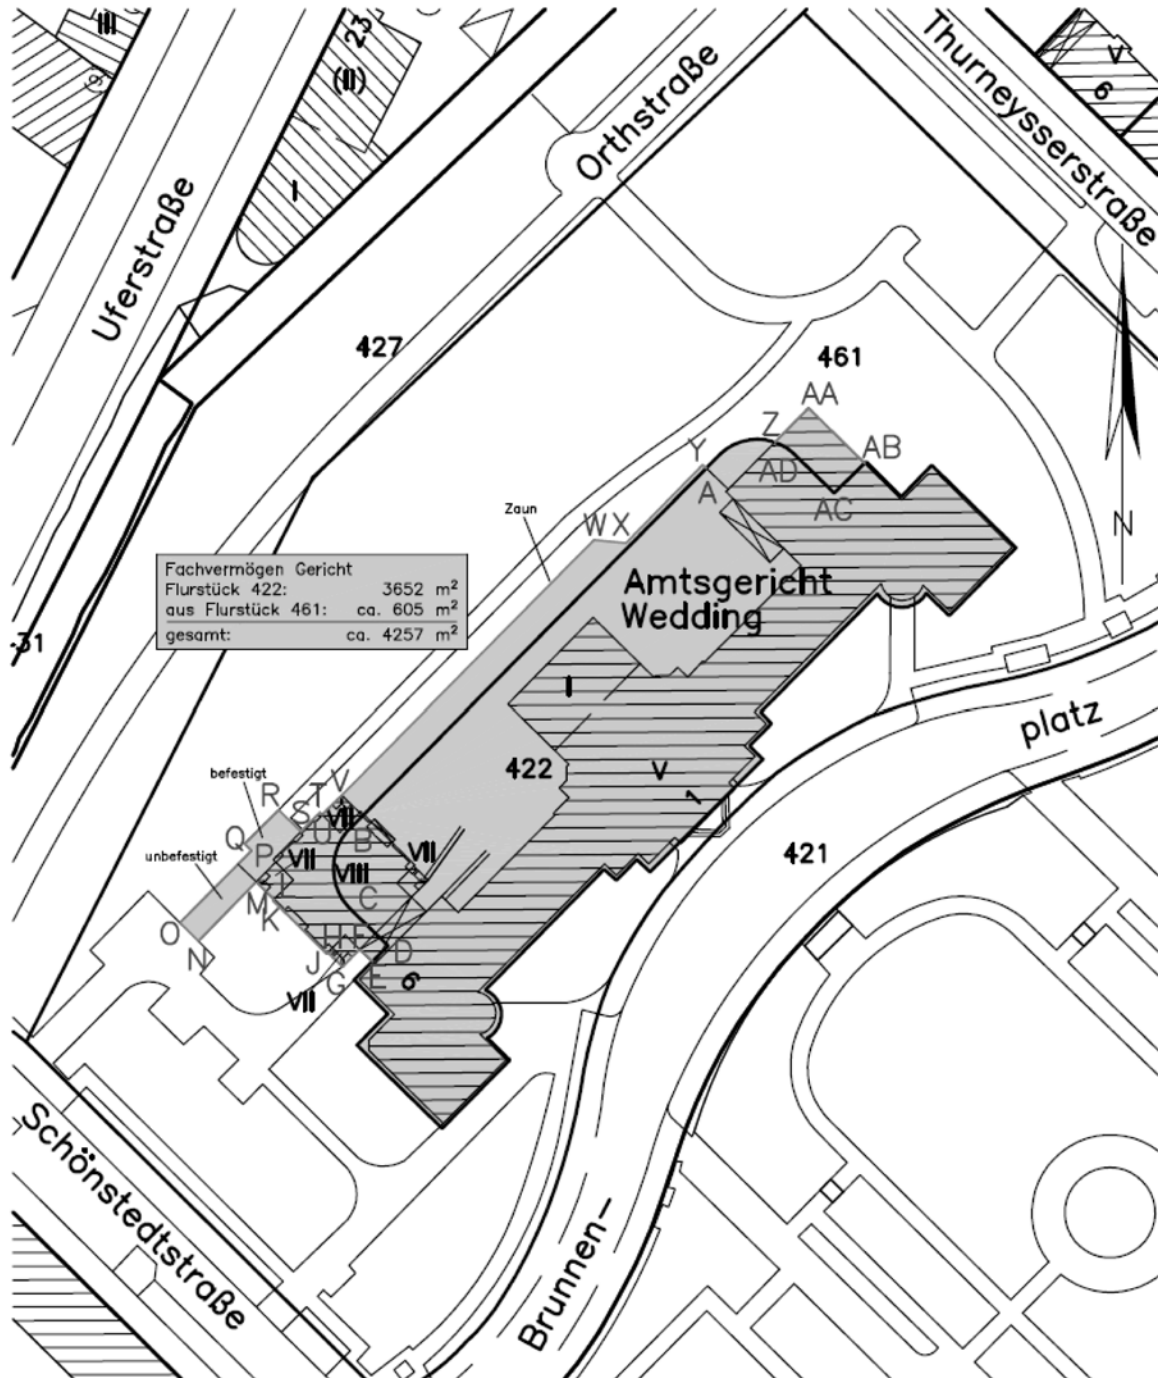 III
23
(II)
I
Uferstraße
Orthstraße
Thurneysserstraße
V
6
427
461
AA
Z
AB
Y
AD
A
AC
N
Zaun
W X
Fachvermögen Gericht
Flurstück 422: 3652 m²
aus Flurstück 461: ca. 605 m²
gesamt: ca. 4257 m²
Amtsgericht
Wedding
31
I
platz
422
V
1
befestigt
R
S
T
V
VII
Q
U
B
unbefestigt
P
VII
VIII
VII
421
I
C
M
K
O
N
J
H
F
D
G
E
6
VII
Schönstedtstraße
Brunnen-